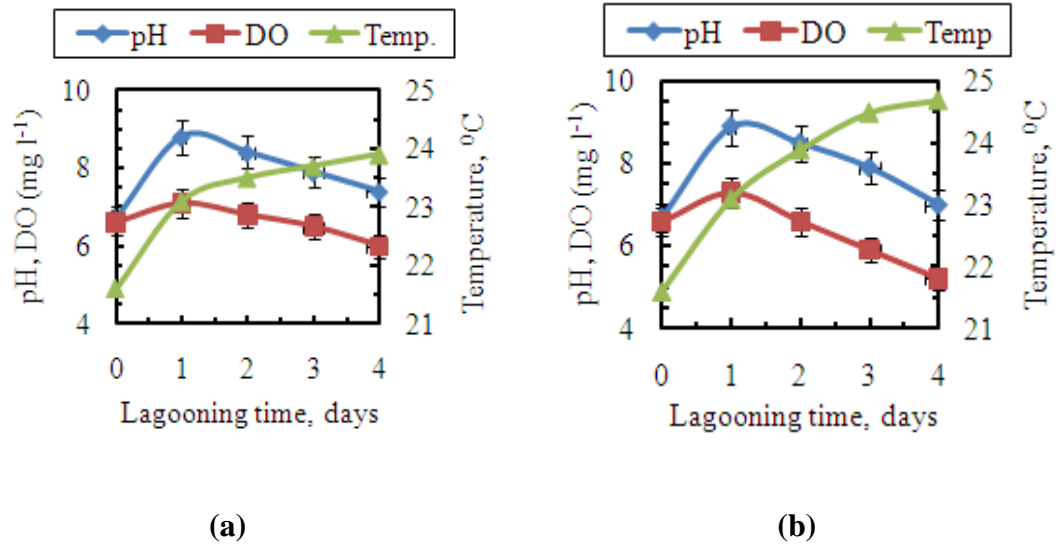 pH DO Temp.
10
8
6
4
pH, DO (mg l⁻¹)
25
24
23
22
21
Temperature, ⁰C
0 1 2 3 4
Lagooning time, days
(a)
pH DO Temp
10
8
6
4
pH, DO (mg l⁻¹)
25
24
23
22
21
Temperature, ⁰C
0 1 2 3 4
Lagooning time, days
(b)